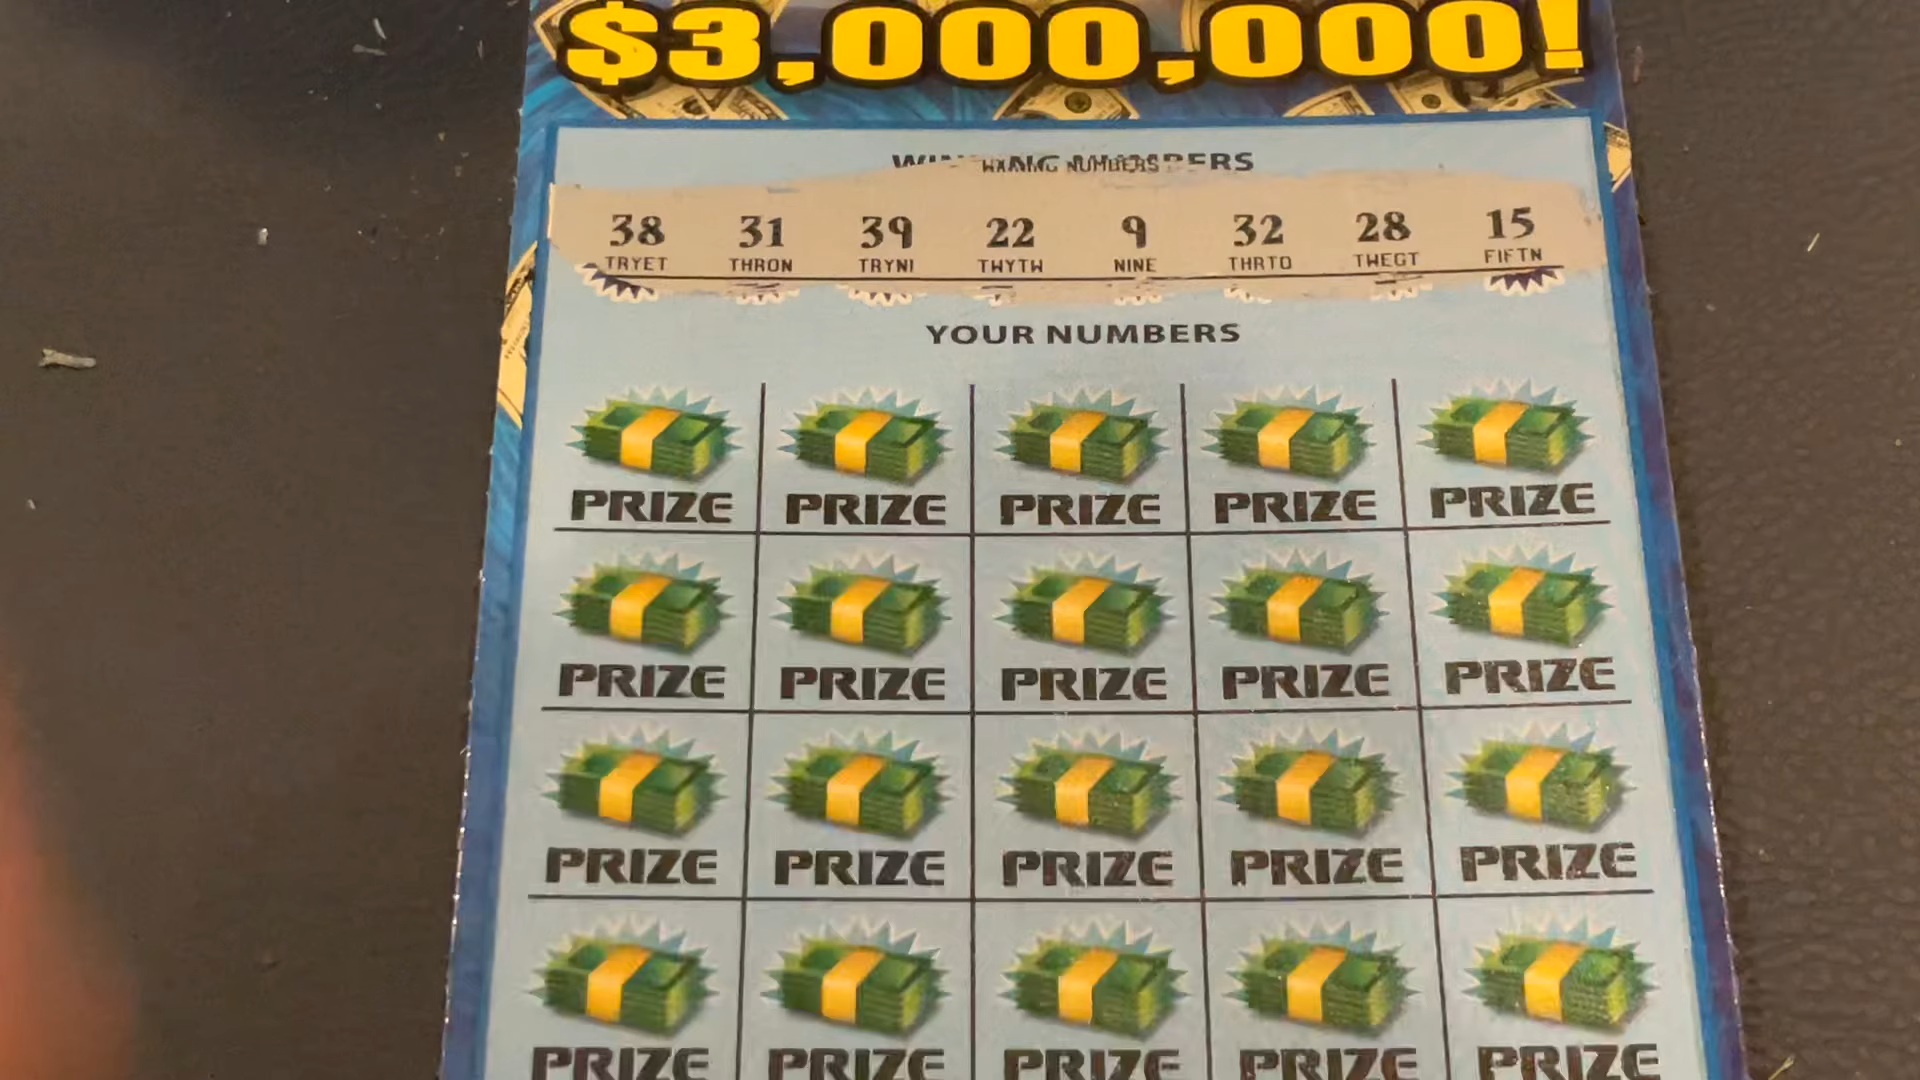 $3,000,000!
WINNING NUMBERS
38 31 39 22 9 32 28 15
TRYET THRON TRYNI TWYTW NINE THRTO TWEGT FIFTN
YOUR NUMBERS
PRIZE PRIZE PRIZE PRIZE PRIZE
PRIZE PRIZE PRIZE PRIZE PRIZE
PRIZE PRIZE PRIZE PRIZE PRIZE
PRIZE PRIZE PRIZE PRIZE PRIZE